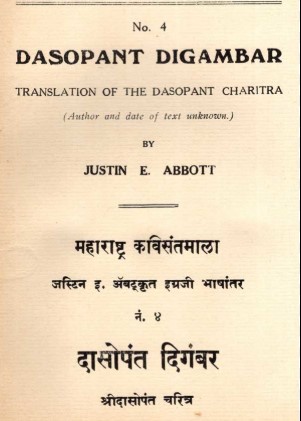 No. 4
DASOPANT DIGAMBAR
TRANSLATION OF THE DASOPANT CHARITRA
(Author and date of text unknown.)
BY
JUSTIN E. ABBOTT
महाराष्ट्र कविसंतमाला
जस्टिन इ. ॲबट्कृत इग्रजी भाषांतर
नं. ४
दासोपंत दिगंबर
श्रीदासोपंत चरित्र